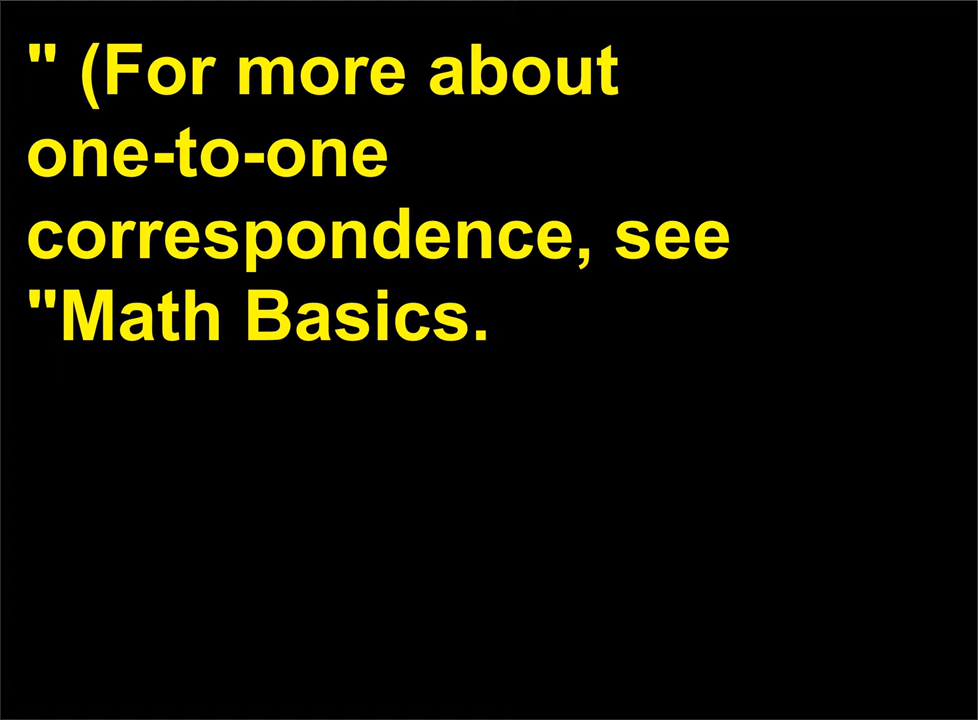 " (For more about
one-to-one
correspondence, see
"Math Basics.